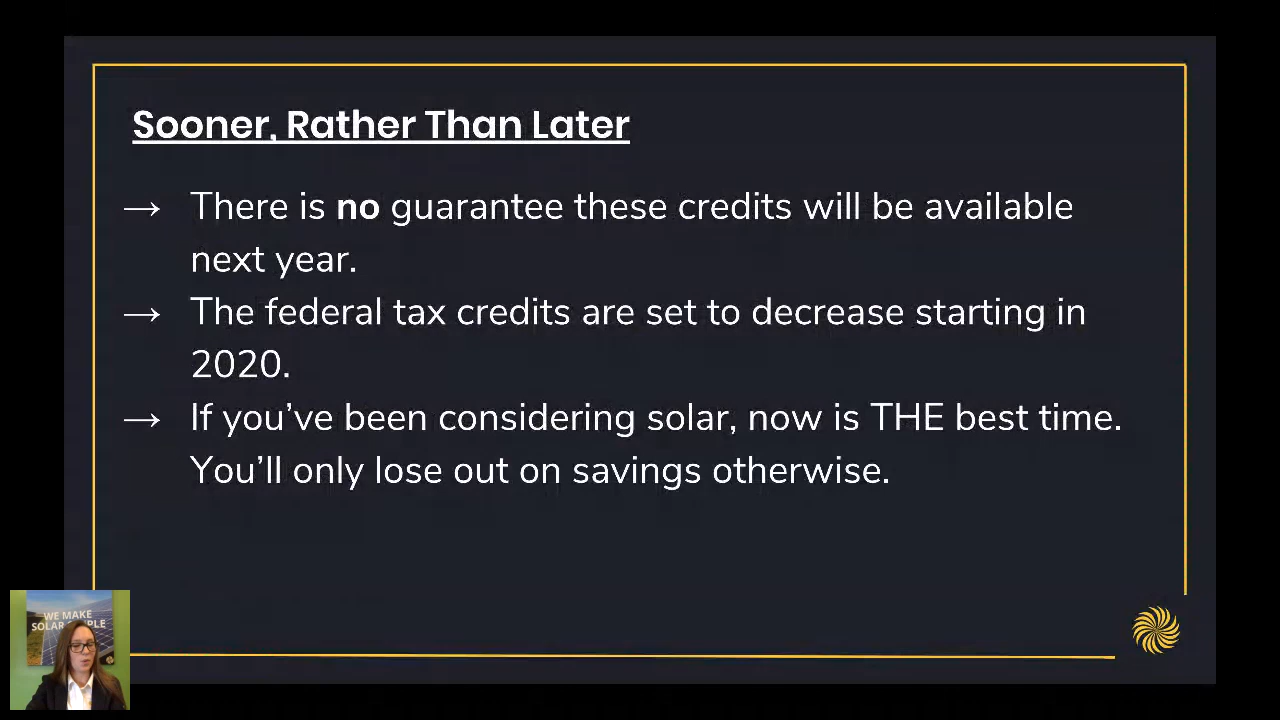 Sooner, Rather Than Later
→ There is no guarantee these credits will be available
next year.
→ The federal tax credits are set to decrease starting in
2020.
→ If you’ve been considering solar, now is THE best time.
You’ll only lose out on savings otherwise.
WE MAKE